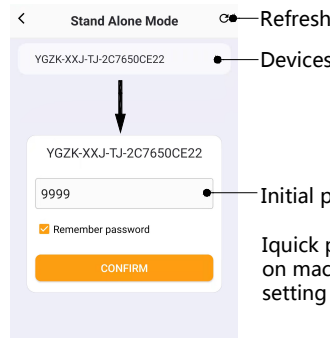 Stand Alone Mode
Refresh
YGZK-XXJ-TJ-2C7650CE22
Devices
YGZK-XXJ-TJ-2C7650CE22
9999
Initial p
Remember password
Iquick p
on mac
CONFIRM
setting